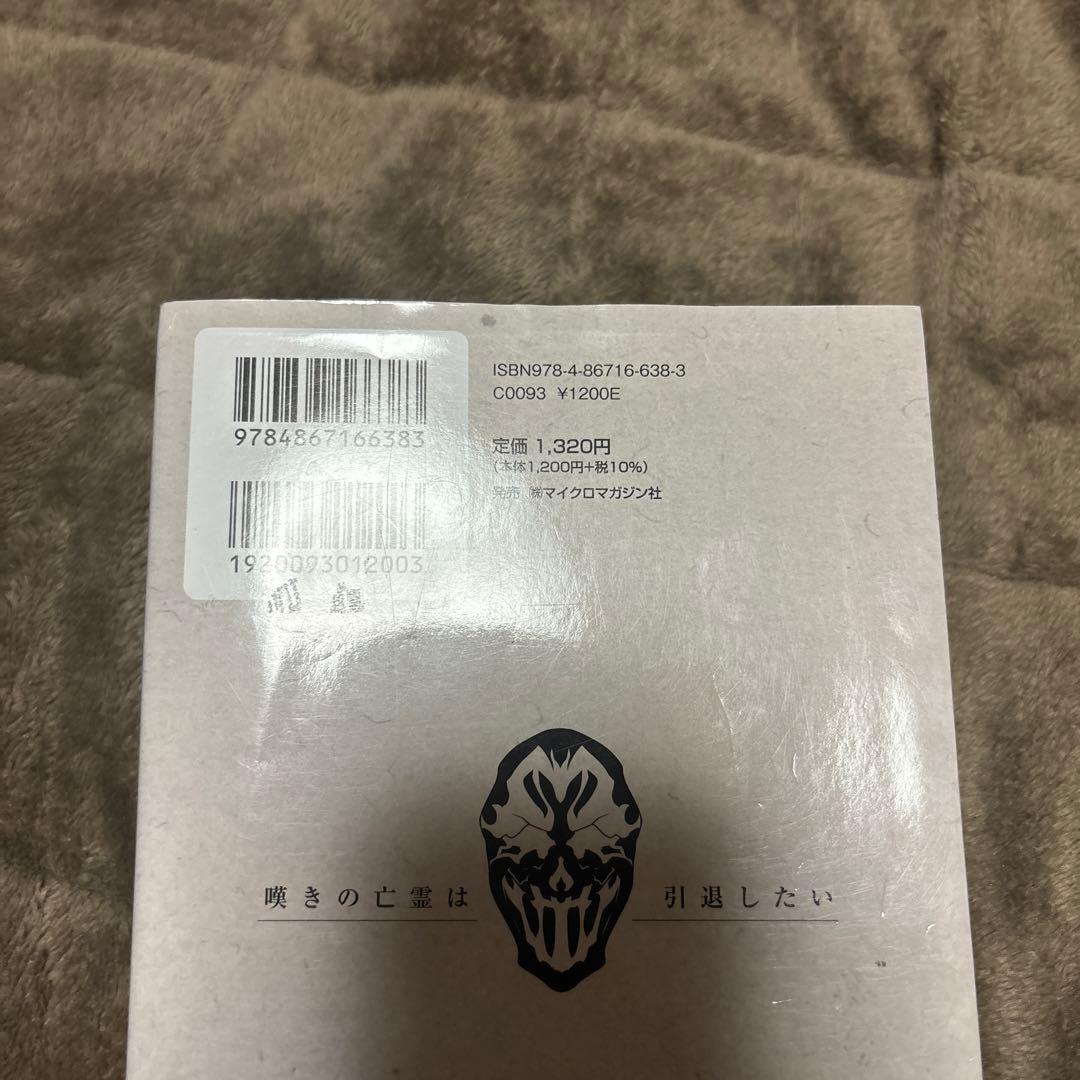 9784867166383
ISBN978-4-86716-638-3
C0093 ¥1200E
定価 1,320円
(本体1,200円+税10%)
発売 ㈱マイクロマガジン社
1920093012003
嘆きの亡霊は 引退したい